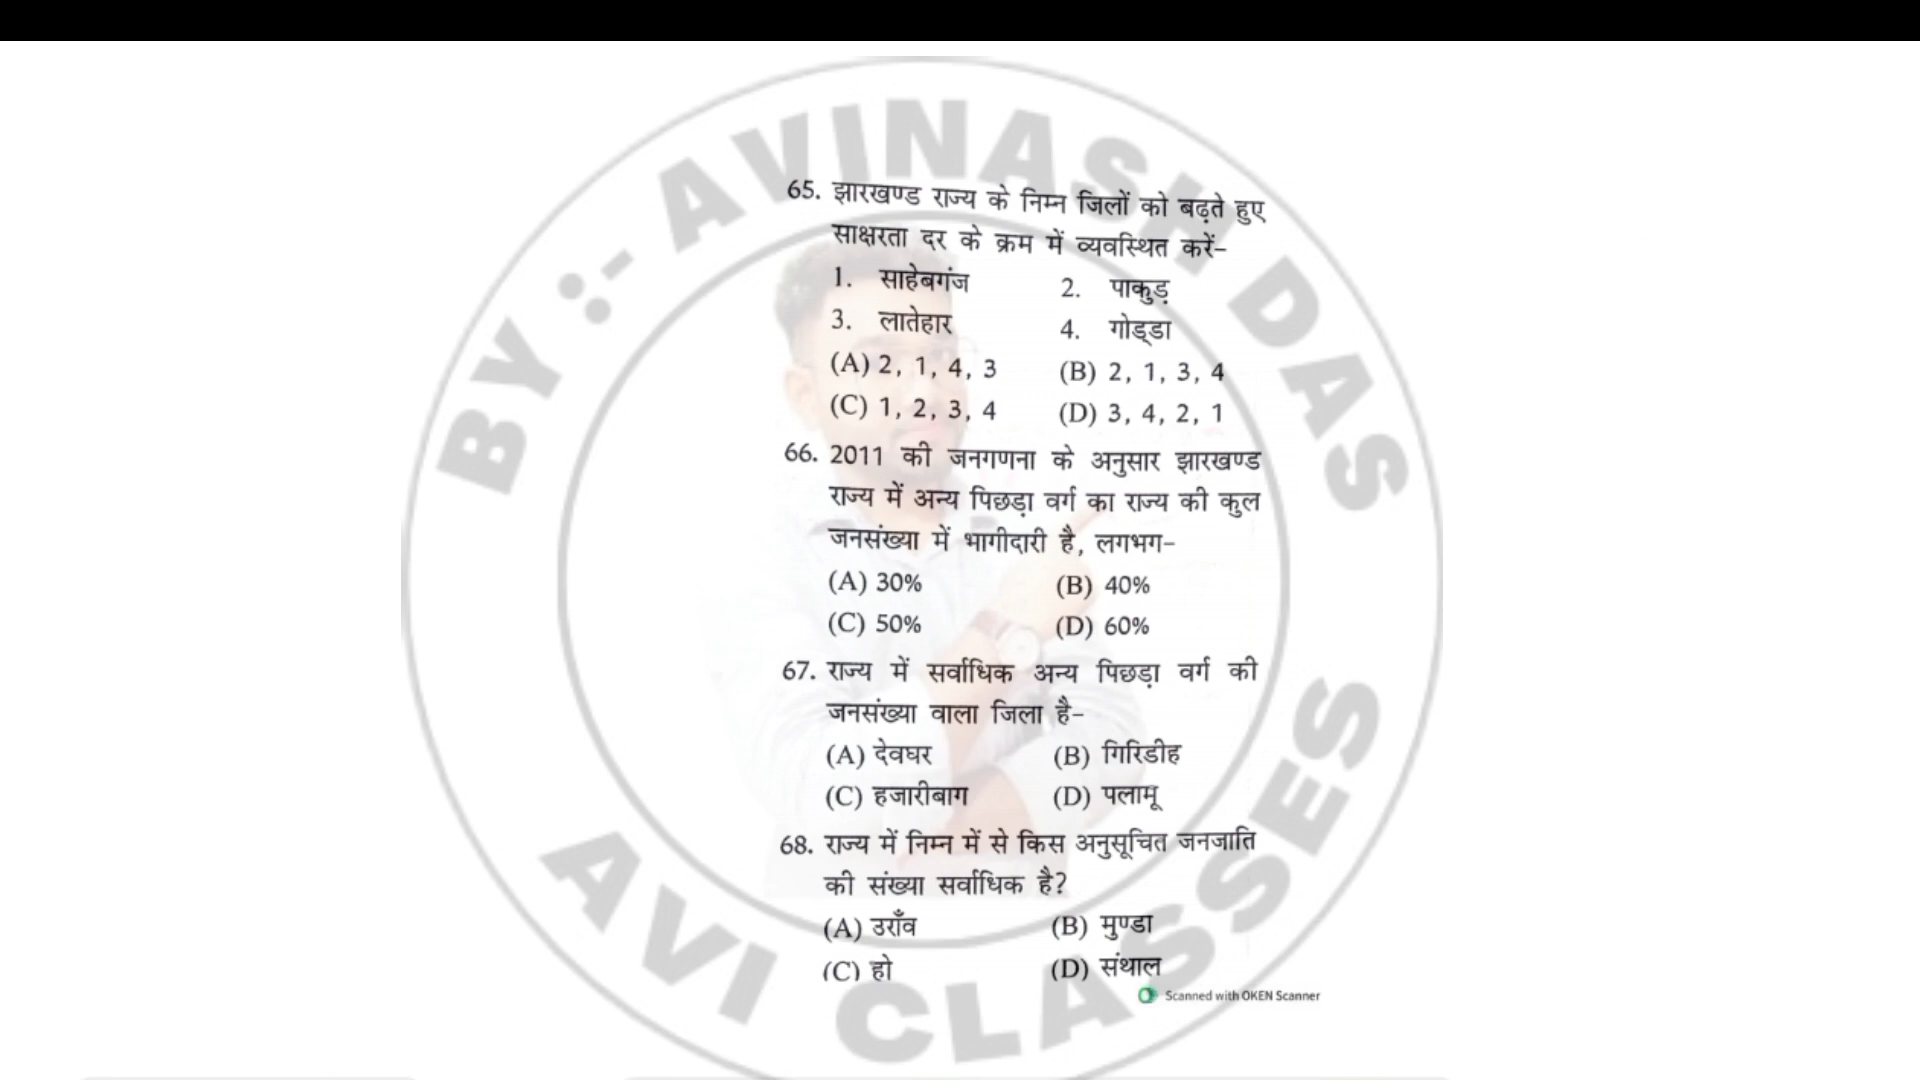 BY :- AVINASH DAS
65. झारखण्ड राज्य के निम्न जिलों को बढ़ते हुए
साक्षरता दर के क्रम में व्यवस्थित करें–
1. साहेबगंज 2. पाकुड़
3. लातेहार 4. गोड्डा
(A) 2, 1, 4, 3 (B) 2, 1, 3, 4
(C) 1, 2, 3, 4 (D) 3, 4, 2, 1
66. 2011 की जनगणना के अनुसार झारखण्ड
राज्य में अन्य पिछड़ा वर्ग का राज्य की कुल
जनसंख्या में भागीदारी है, लगभग–
(A) 30% (B) 40%
(C) 50% (D) 60%
67. राज्य में सर्वाधिक अन्य पिछड़ा वर्ग की
जनसंख्या वाला जिला है–
(A) देवघर (B) गिरिडीह
(C) हजारीबाग (D) पलामू
68. राज्य में निम्न में से किस अनुसूचित जनजाति
की संख्या सर्वाधिक है?
(A) उराँव (B) मुण्डा
(C) हो (D) संथाल
Scanned with OKEN Scanner
AVI CLASSES